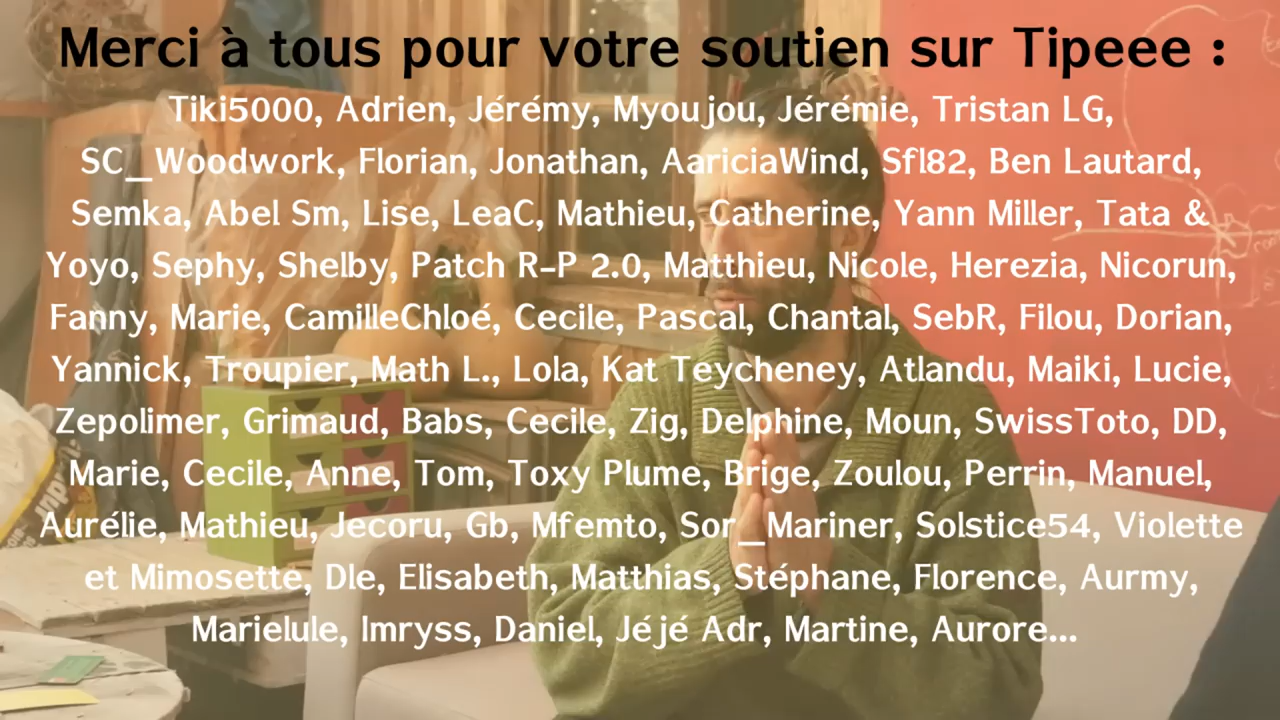 Merci à tous pour votre soutien sur Tipeee :
Tiki5000, Adrien, Jérémy, Myoujou, Jérémie, Tristan LG,
SC_Woodwork, Florian, Jonathan, AariciaWind, Sfl82, Ben Lautard,
Semka, Abel Sm, Lise, LeaC, Mathieu, Catherine, Yann Miller, Tata &
Yoyo, Sephy, Shelby, Patch R-P 2.0, Matthieu, Nicole, Herezia, Nicorun,
Fanny, Marie, CamilleChloé, Cecile, Pascal, Chantal, SebR, Filou, Dorian,
Yannick, Troupier, Math L., Lola, Kat Teycheney, Atlandu, Maiki, Lucie,
Zepolimer, Grimaud, Babs, Cecile, Zig, Delphine, Moun, SwissToto, DD,
Marie, Cecile, Anne, Tom, Toxy Plume, Brige, Zoulou, Perrin, Manuel,
Aurélie, Mathieu, Jecoru, Gb, Mfemto, Sor_Mariner, Solstice54, Violette
et Mimosette, Dle, Elisabeth, Matthias, Stéphane, Florence, Aurmy,
Marielule, Imryss, Daniel, Jéjé Adr, Martine, Aurore...